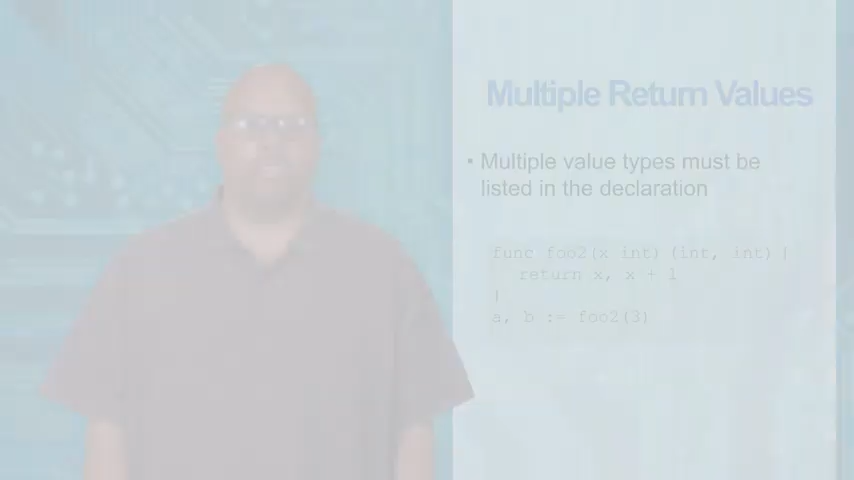 Multiple Return Values
• Multiple value types must be
listed in the declaration
func foo2(x int) (int, int) {
return x, x + 1
}
a, b := foo2(3)